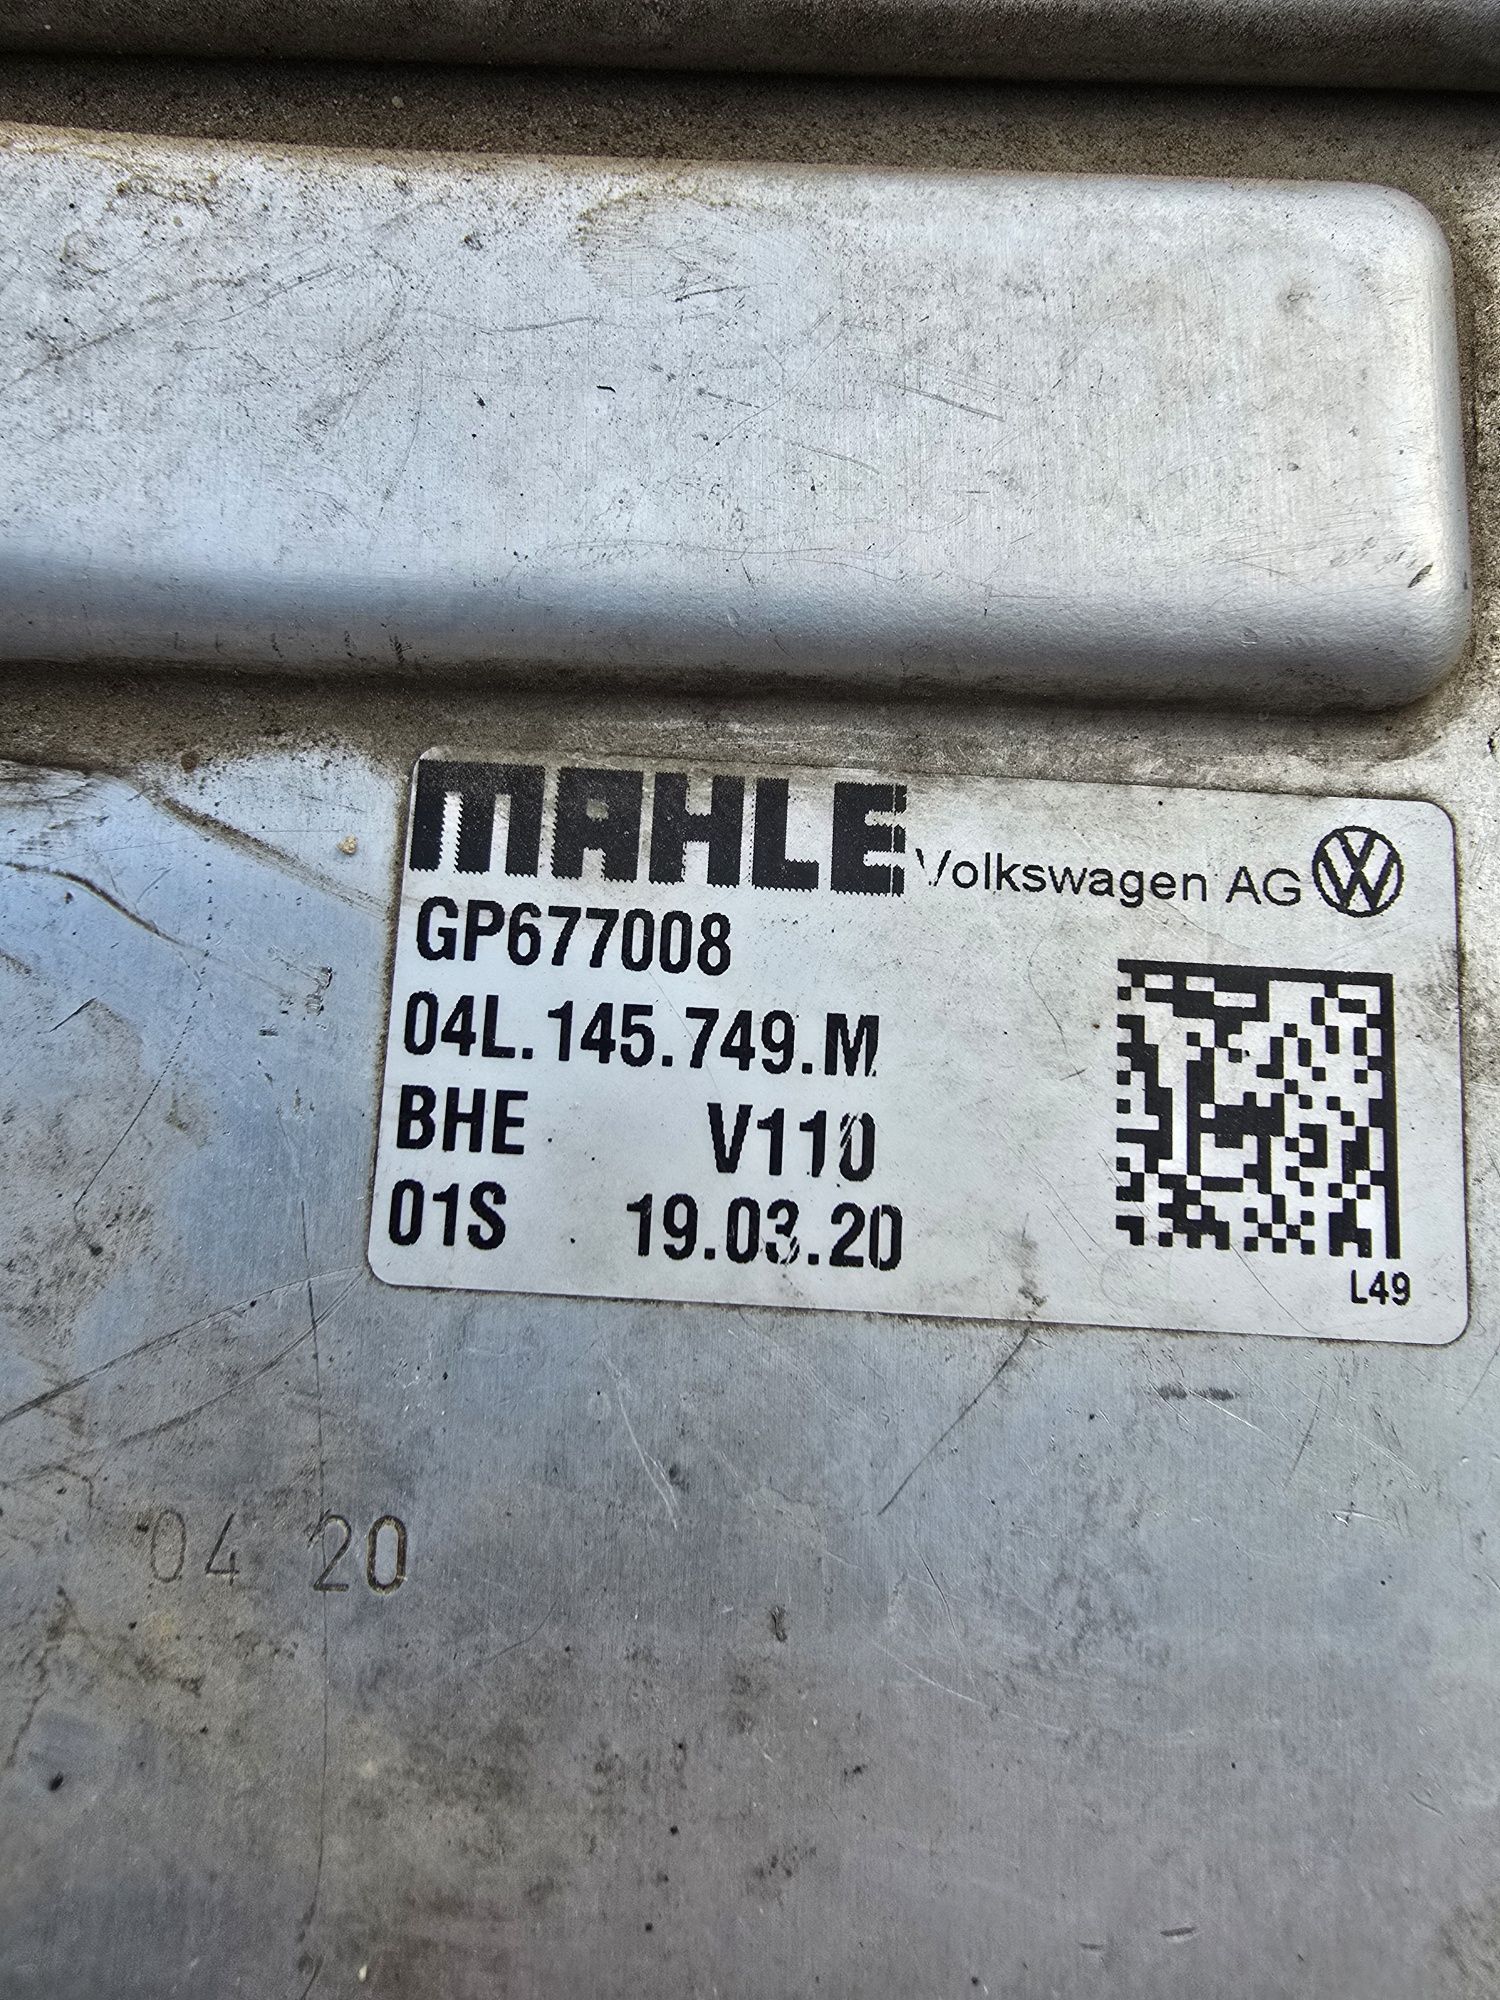 MAHLE Volkswagen AG
GP677008
04L.145.749.M
BHE V110
01S 19.03.20
L49
04 20